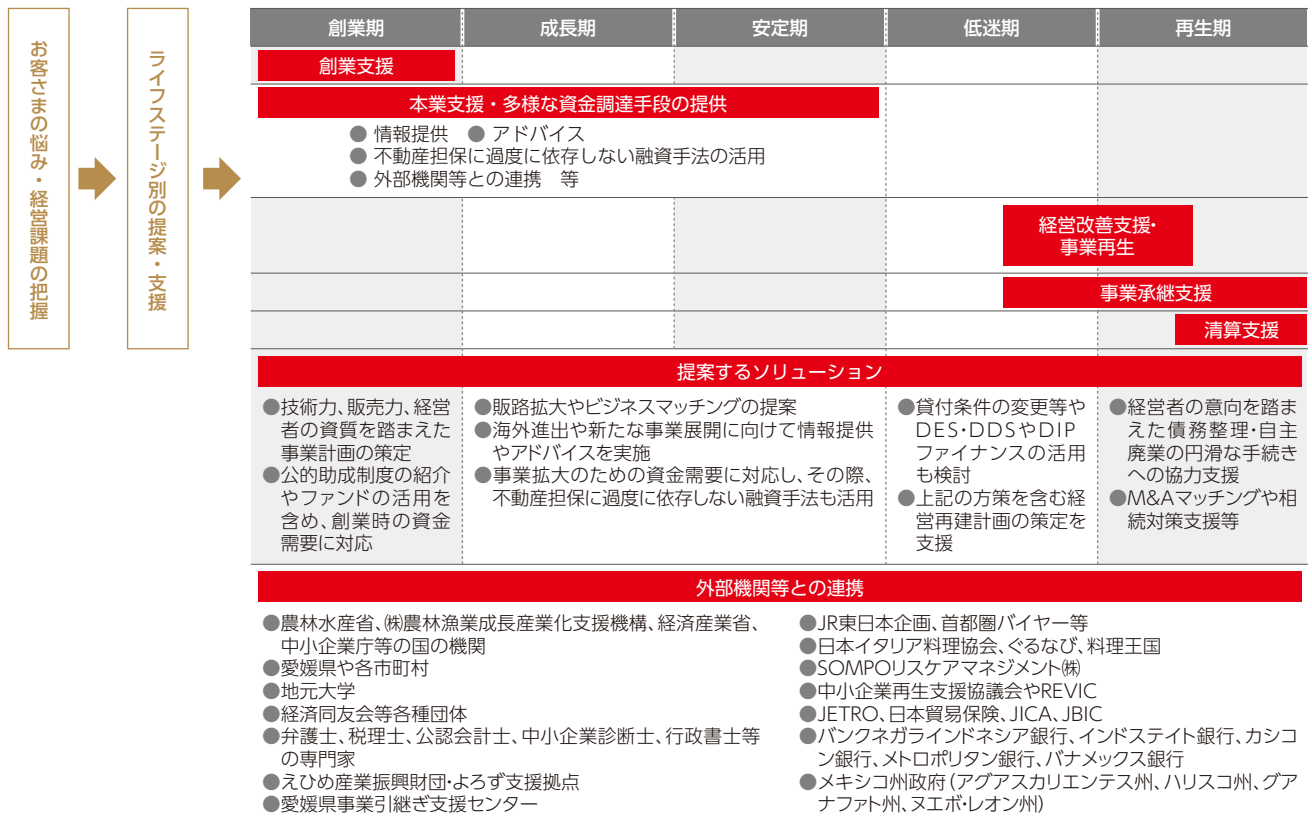 お客さまの悩み・経営課題の把握
ライフステージ別の提案・支援
創業期
成長期
安定期
低迷期
再生期
創業支援
本業支援・多様な資金調達手段の提供
● 情報提供 ● アドバイス
● 不動産担保に過度に依存しない融資手法の活用
● 外部機関等との連携 等
経営改善支援・
事業再生
事業承継支援
清算支援
提案するソリューション
●技術力、販売力、経営
者の資質を踏まえた
事業計画の策定
●公的助成制度の紹介
やファンドの活用を
含め、創業時の資金
需要に対応
●販路拡大やビジネスマッチングの提案
●海外進出や新たな事業展開に向けて情報提供
やアドバイスを実施
●事業拡大のための資金需要に対応し、その際、
不動産担保に過度に依存しない融資手法も活用
●貸付条件の変更等や
DES・DDSやDIP
ファイナンスの活用
も検討
●上記の方策を含む経
営再建計画の策定を
支援
●経営者の意向を踏ま
えた債務整理・自主
廃業の円滑な手続き
への協力支援
●M&Aマッチングや相
続対策支援等
外部機関等との連携
●農林水産省、㈱農林漁業成長産業化支援機構、経済産業省、
中小企業庁等の国の機関
●愛媛県や各市町村
●地元大学
●経済同友会等各種団体
●弁護士、税理士、公認会計士、中小企業診断士、行政書士等
の専門家
●えひめ産業振興財団・よろず支援拠点
●愛媛県事業引継ぎ支援センター
●JR東日本企画、首都圏バイヤー等
●日本イタリア料理協会、ぐるなび、料理王国
●SOMPOリスケアマネジメント㈱
●中小企業再生支援協議会やREVIC
●JETRO、日本貿易保険、JICA、JBIC
●バンクネガラインドネシア銀行、インドステイト銀行、カシコ
ン銀行、メトロポリタン銀行、バナメックス銀行
●メキシコ州政府（アグアスカリエンテス州、ハリスコ州、グア
ナファト州、ヌエボ・レオン州）